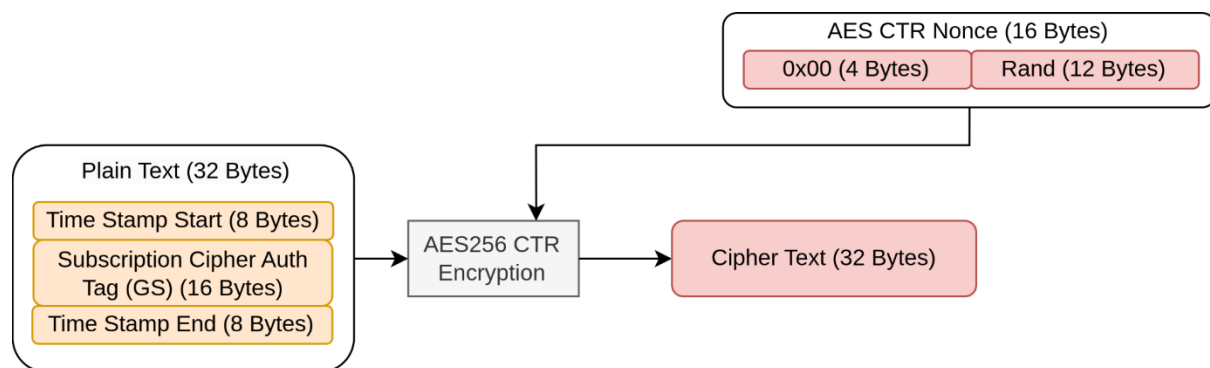 AES CTR Nonce (16 Bytes)
0x00 (4 Bytes)
Rand (12 Bytes)
Plain Text (32 Bytes)
Time Stamp Start (8 Bytes)
Subscription Cipher Auth
Tag (GS) (16 Bytes)
Time Stamp End (8 Bytes)
AES256 CTR
Encryption
Cipher Text (32 Bytes)